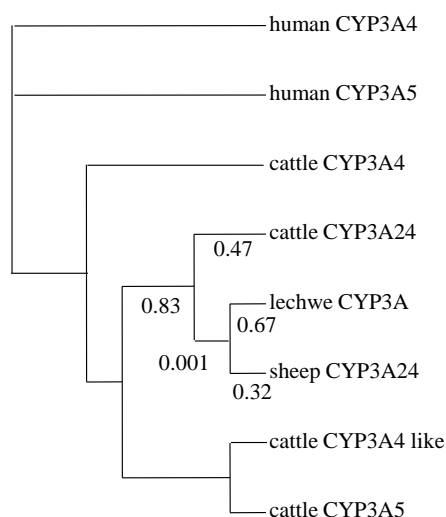 human CYP3A4
human CYP3A5
cattle CYP3A4
cattle CYP3A24
0.47
0.83
lechwe CYP3A
0.67
0.001
sheep CYP3A24
0.32
cattle CYP3A4 like
cattle CYP3A5